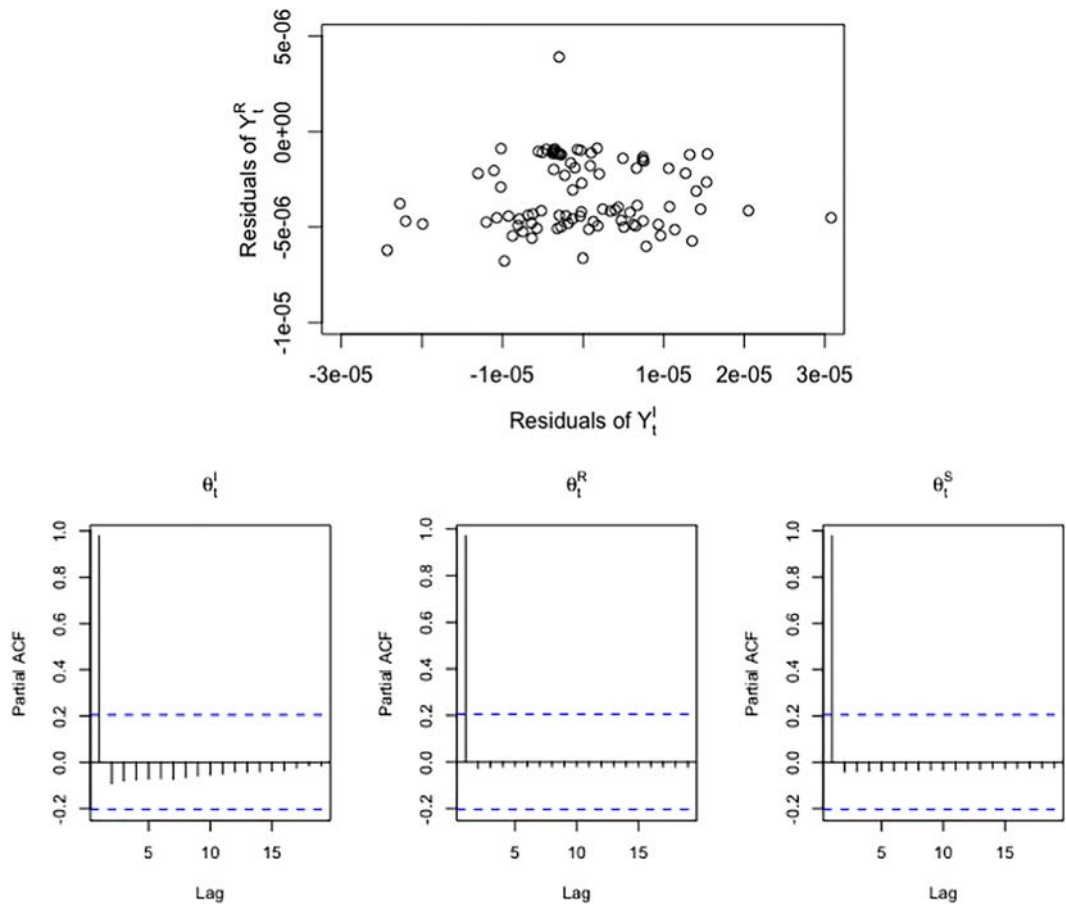 5e-06
0e+00
-5e-06
-1e-05
Residuals of Y_t^R
-3e-05 -1e-05 1e-05 2e-05 3e-05
Residuals of Y_t^I
θ_t^I
θ_t^R
θ_t^S
1.0
0.8
0.6
0.4
0.2
0.0
-0.2
Partial ACF
5 10 15
Lag
1.0
0.8
0.6
0.4
0.2
0.0
-0.2
Partial ACF
5 10 15
Lag
1.0
0.8
0.6
0.4
0.2
0.0
-0.2
Partial ACF
5 10 15
Lag